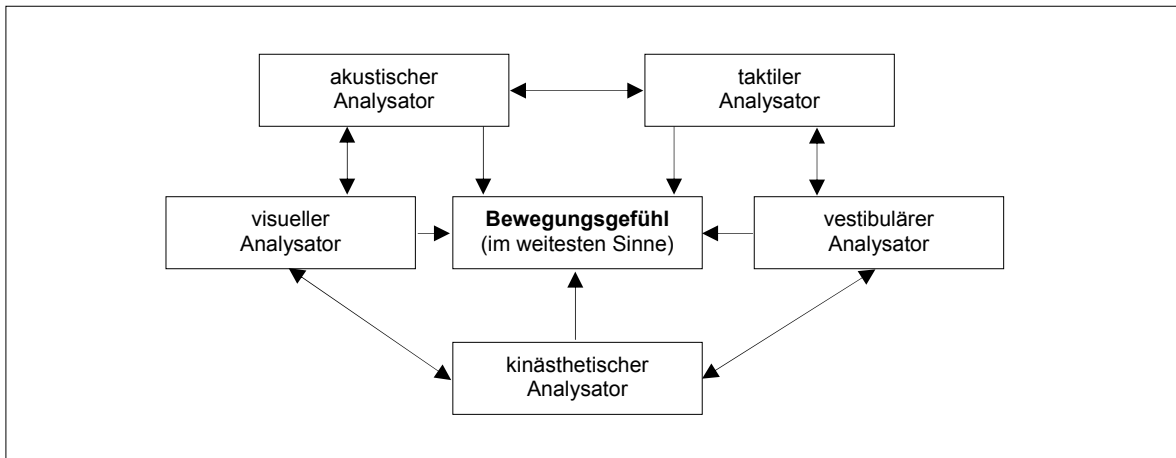 akustischer
Analysator
taktiler
Analysator
visueller
Analysator
Bewegungsgefühl
(im weitesten Sinne)
vestibulärer
Analysator
kinästhetischer
Analysator